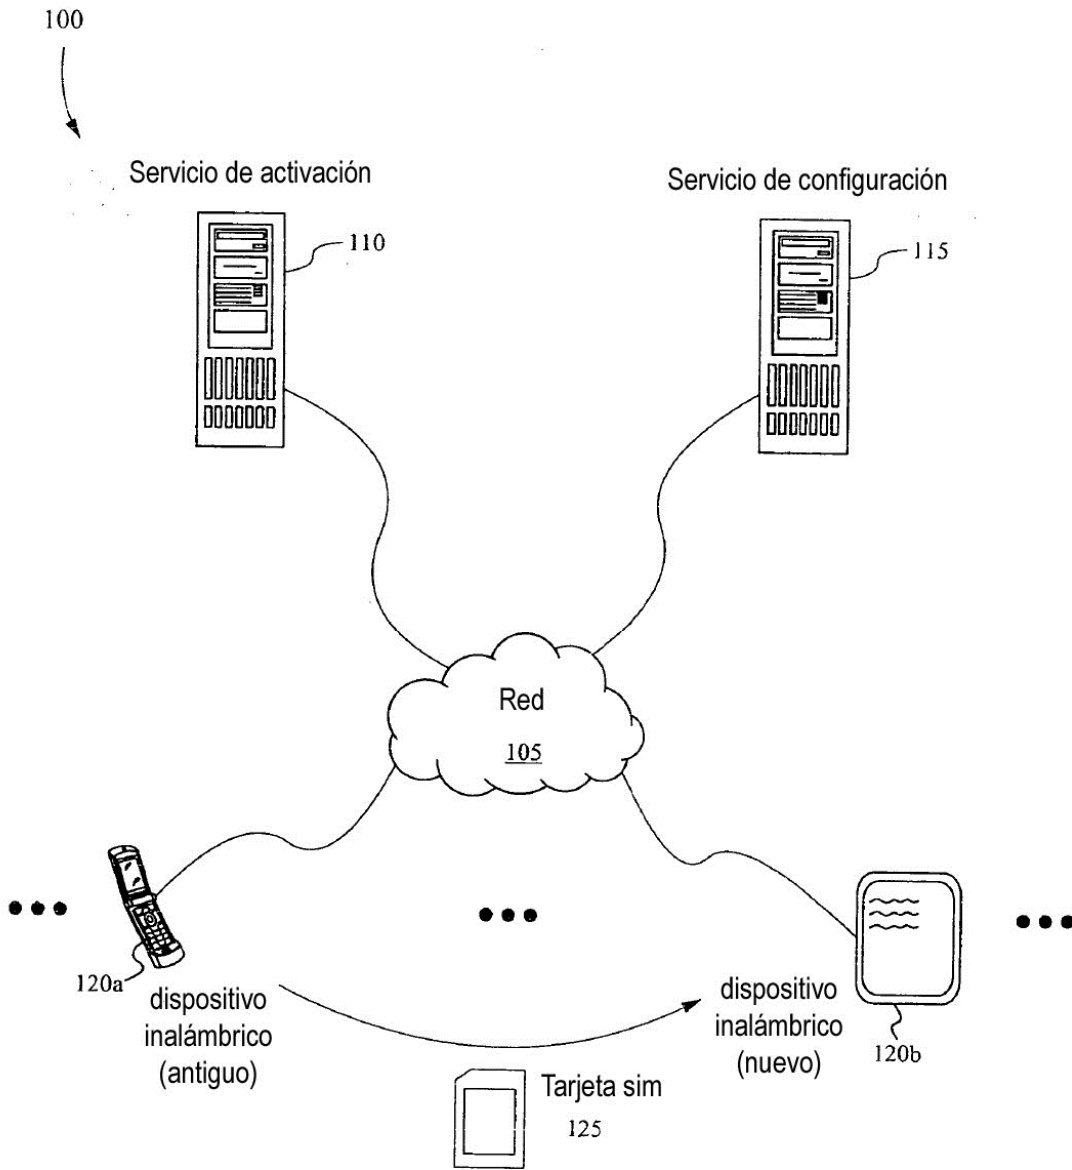 100
Servicio de activación
Servicio de configuración
110
115
Red
105
120a
dispositivo
inalámbrico
(antiguo)
dispositivo
inalámbrico
(nuevo)
120b
Tarjeta sim
125